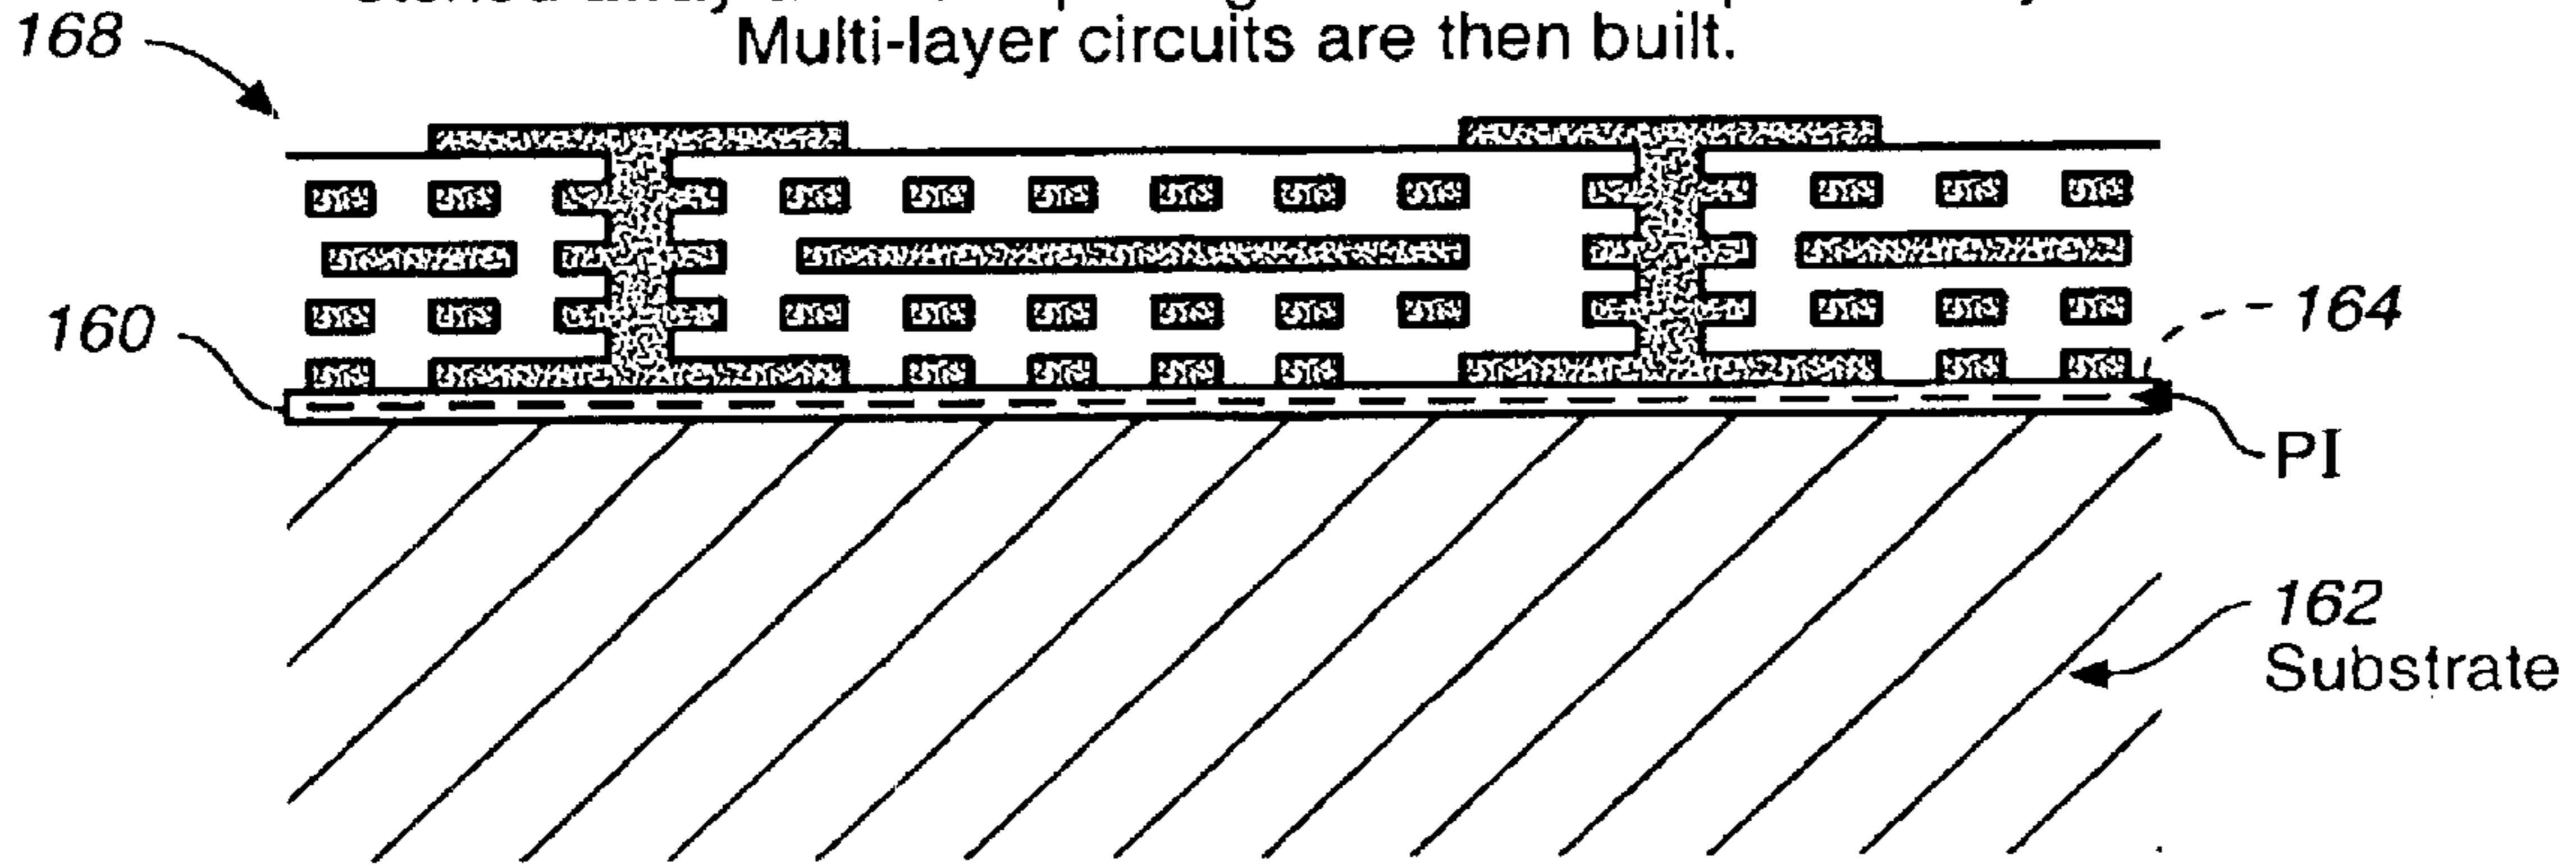 Multi-layer circuits are then built.
168
160
164
PI
162
Substrate